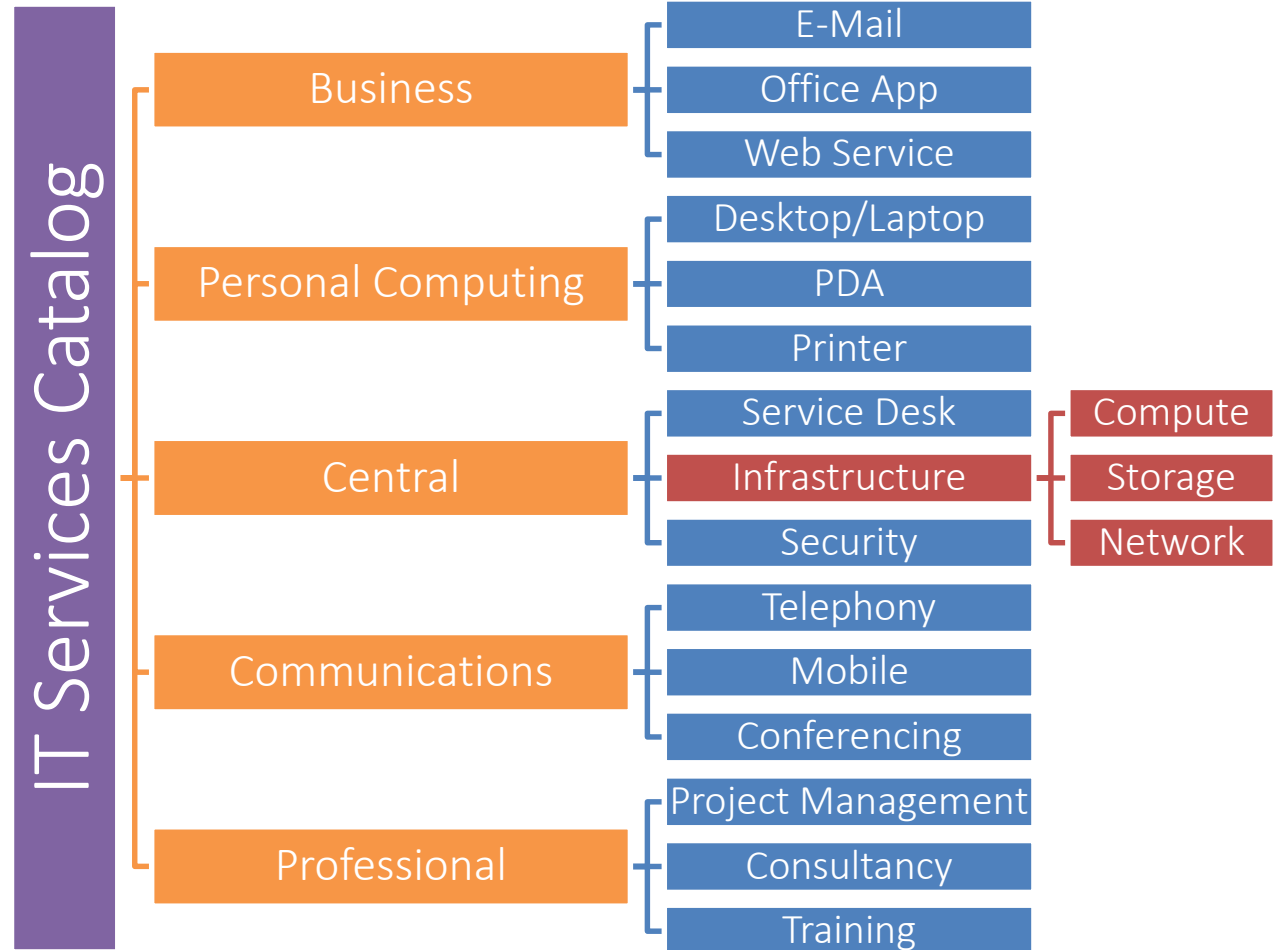 IT Services Catalog
Business
E-Mail
Office App
Web Service
Personal Computing
Desktop/Laptop
PDA
Printer
Central
Service Desk
Infrastructure
Compute
Storage
Network
Security
Communications
Telephony
Mobile
Conferencing
Professional
Project Management
Consultancy
Training